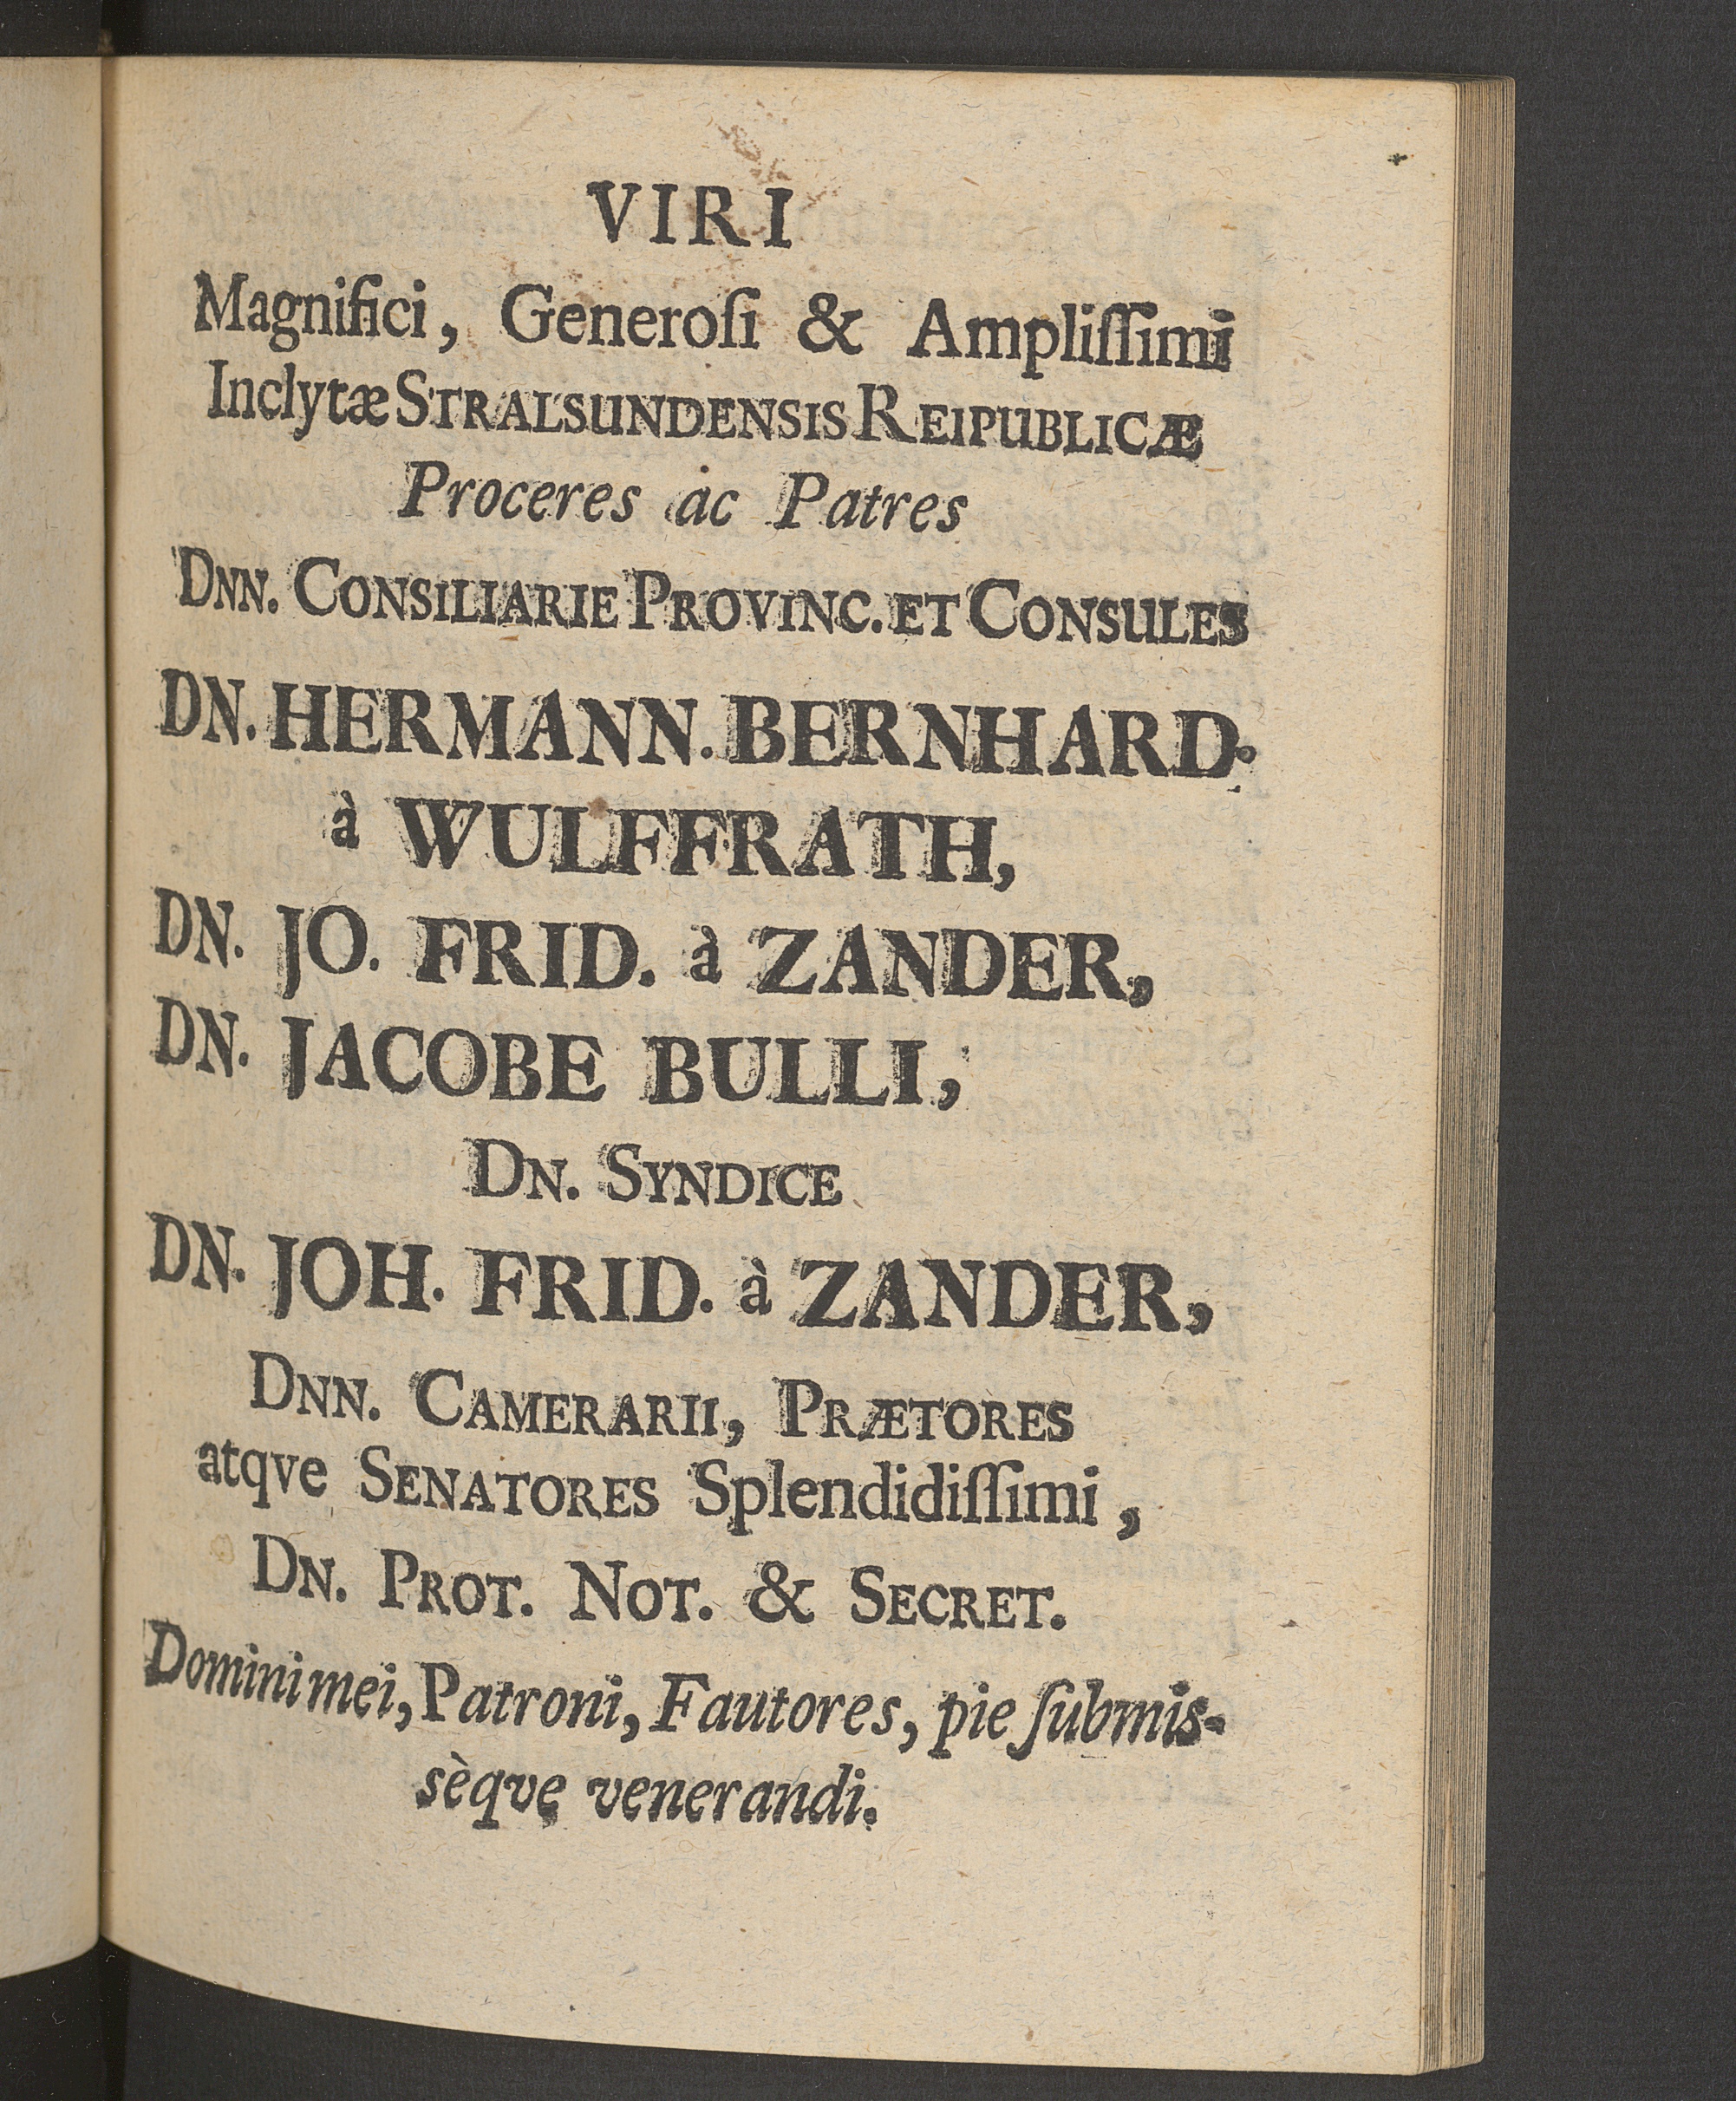 VIRI
Magnifici, Generoſi & Ampliſſimi
Inclytæ STRALSUNDENSIS REIPUBLICÆ
Proceres ac Patres
DNN. CONSILIARIE PROVINC. ET CONSULES
DN. HERMANN. BERNHARD.
à WULFFRATH,
DN. JO. FRID. à ZANDER,
DN. JACOBE BULLI,
DN. SYNDICE
DN. JOH. FRID. à ZANDER,
DNN. CAMERARII, PRÆTORES
atqve SENATORES Splendidiſſimi,
DN. PROT. NOT. & SECRET.
Domini mei, Patroni, Fautores, pie ſubmis-
sèqve venerandi.